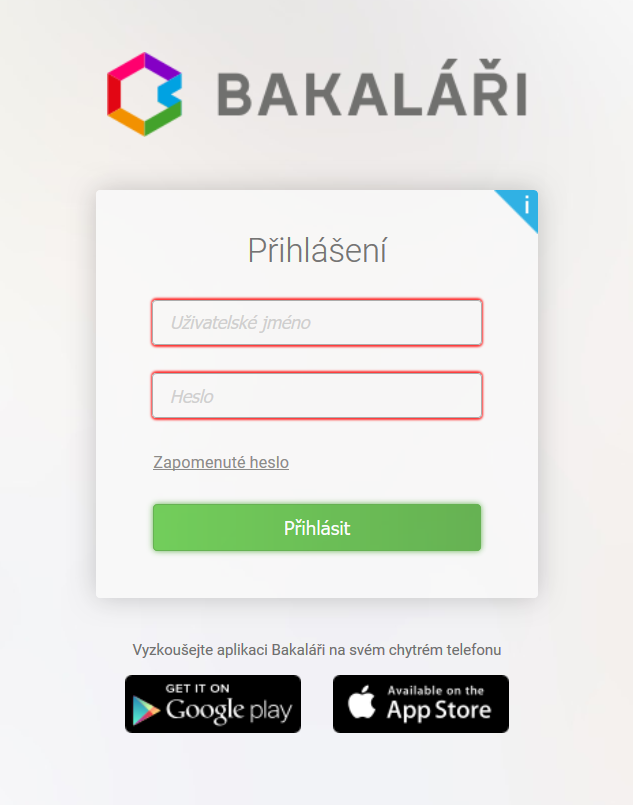 BAKALÁŘI
i
Přihlášení
Uživatelské jméno
Heslo
Zapomenuté heslo
Přihlásit
Vyzkoušejte aplikaci Bakaláři na svém chytrém telefonu
GET IT ON
Google play
Available on the
App Store